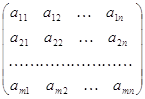 a₁₁ a₁₂ … a₁ₙ
a₂₁ a₂₂ … a₂ₙ
........................
aₘ₁ aₘ₂ … aₘₙ